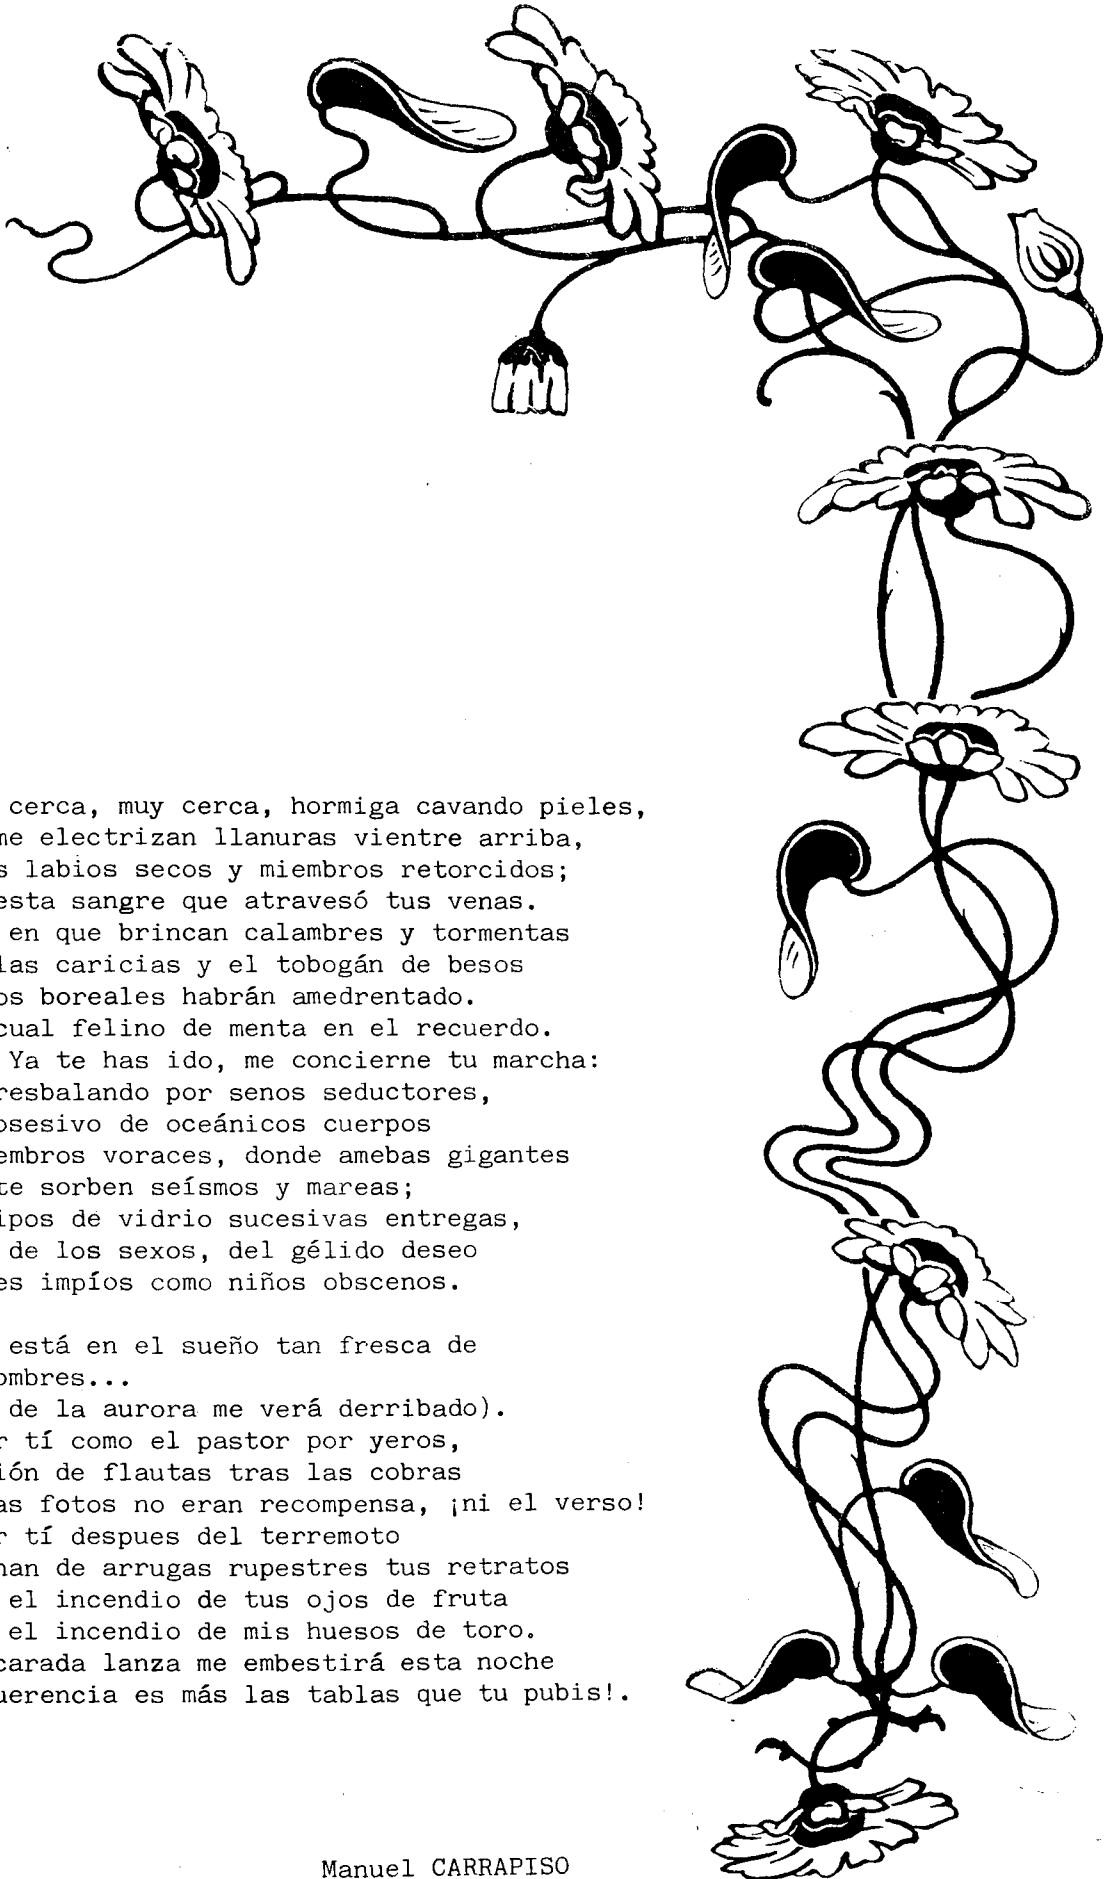 cerca, muy cerca, hormiga cavando pieles,
me electrizan llanuras vientre arriba,
s labios secos y miembros retorcidos;
esta sangre que atravesó tus venas.
en que brincan calambres y tormentas
las caricias y el tobogán de besos
os boreales habrán amedrentado.
cual felino de menta en el recuerdo.
Ya te has ido, me concierne tu marcha:
resbalando por senos seductores,
osesivo de oceánicos cuerpos
embros voraces, donde amebas gigantes
te sorben seísmos y mareas;
ipos de vidrio sucesivas entregas,
de los sexos, del gélido deseo
es impíos como niños obscenos.
está en el sueño tan fresca de
ombres...
de la aurora me verá derribado).
r tí como el pastor por yeros,
ión de flautas tras las cobras
as fotos no eran recompensa, ¡ni el verso!
r tí despues del terremoto
nan de arrugas rupestres tus retratos
el incendio de tus ojos de fruta
el incendio de mis huesos de toro.
carada lanza me embestirá esta noche
uerencia es más las tablas que tu pubis!.
Manuel CARRAPISO